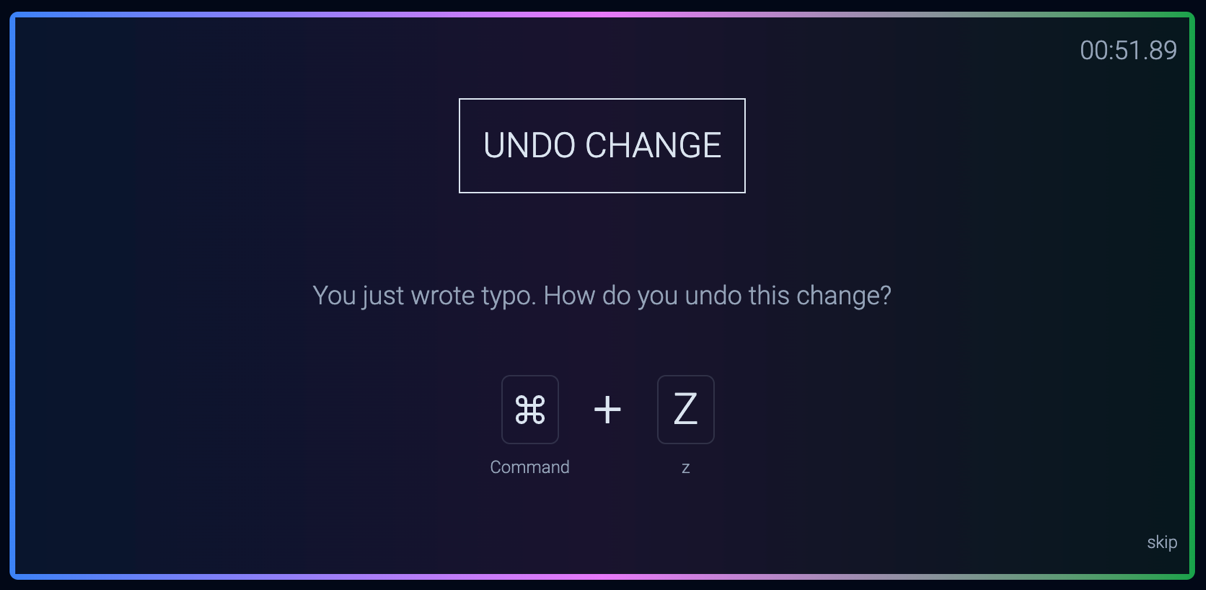 00:51.89
UNDO CHANGE
You just wrote typo. How do you undo this change?
⌘ + Z
Command z
skip